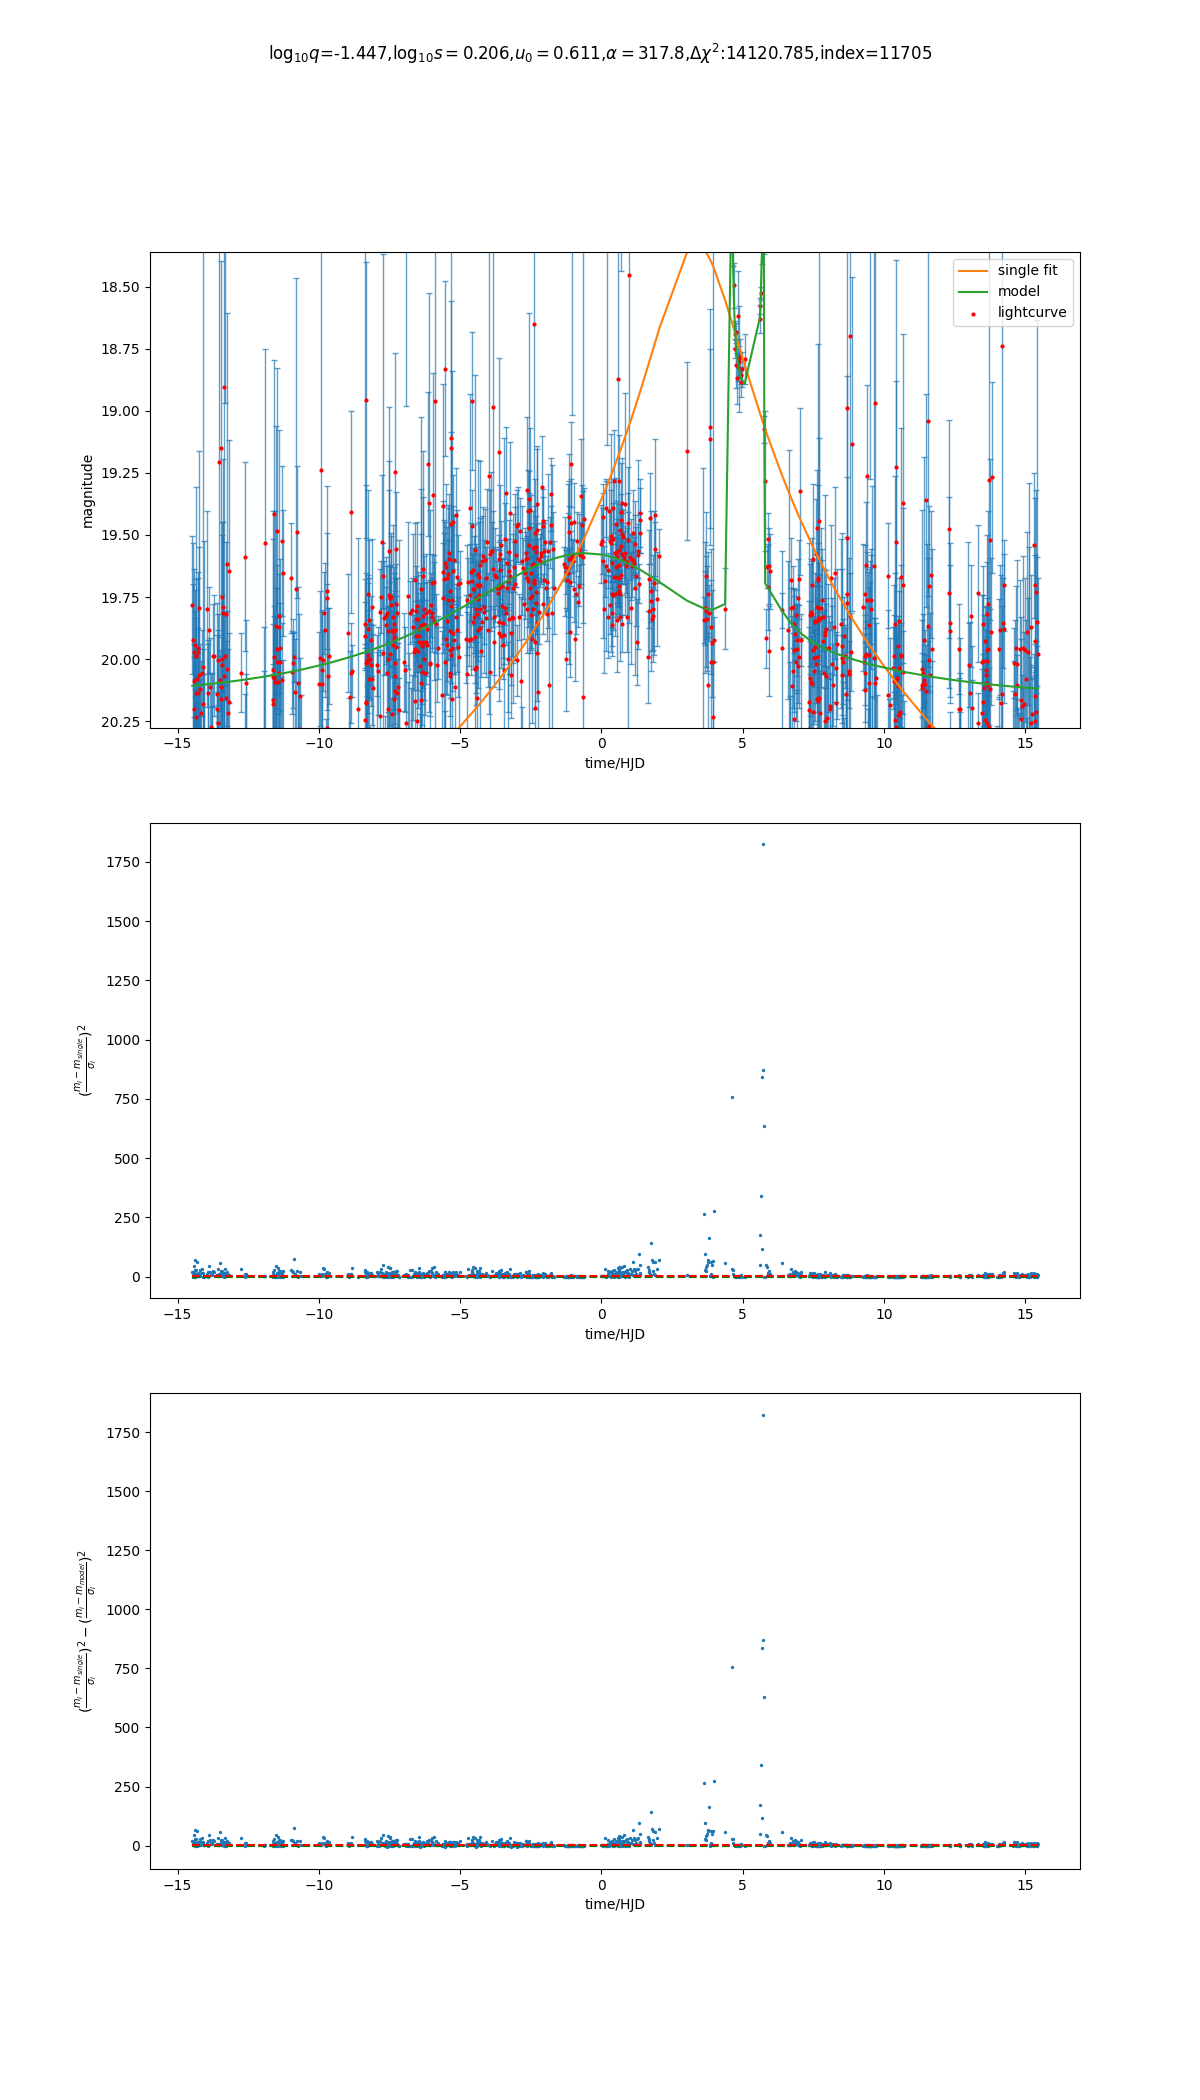 log₁₀q=-1.447,log₁₀s = 0.206,u₀ = 0.611,α = 317.8,Δχ²:14120.785,index=11705
single fit
model
lightcurve
magnitude
18.50
18.75
19.00
19.25
19.50
19.75
20.00
20.25
−15 −10 −5 0 5 10 15
time/HJD
(mᵢ − m_single / σᵢ)²
1750
1500
1250
1000
750
500
250
0
−15 −10 −5 0 5 10 15
time/HJD
(mᵢ − m_single / σᵢ)² − (mᵢ − m_model / σᵢ)²
1750
1500
1250
1000
750
500
250
0
−15 −10 −5 0 5 10 15
time/HJD